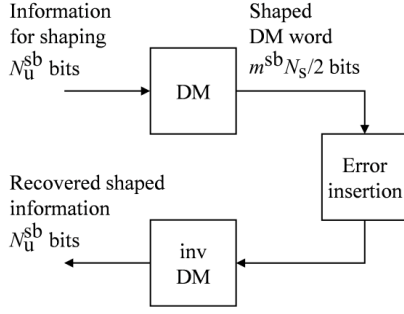 Information
for shaping
N_u^sb bits
Shaped
DM word
m^sb N_s/2 bits
DM
Error
insertion
Recovered shaped
information
N_u^sb bits
inv
DM